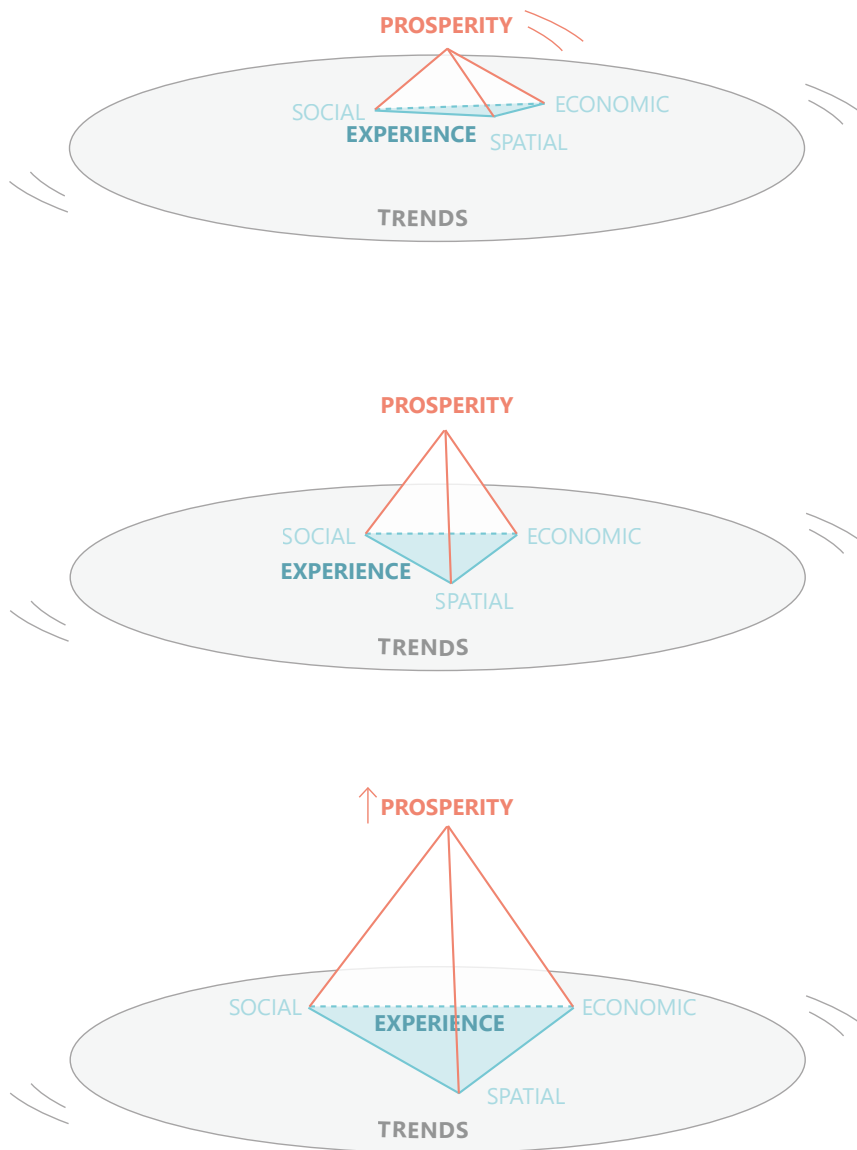 PROSPERITY
SOCIAL
ECONOMIC
EXPERIENCE
SPATIAL
TRENDS
PROSPERITY
SOCIAL
ECONOMIC
EXPERIENCE
SPATIAL
TRENDS
PROSPERITY
SOCIAL
ECONOMIC
EXPERIENCE
SPATIAL
TRENDS